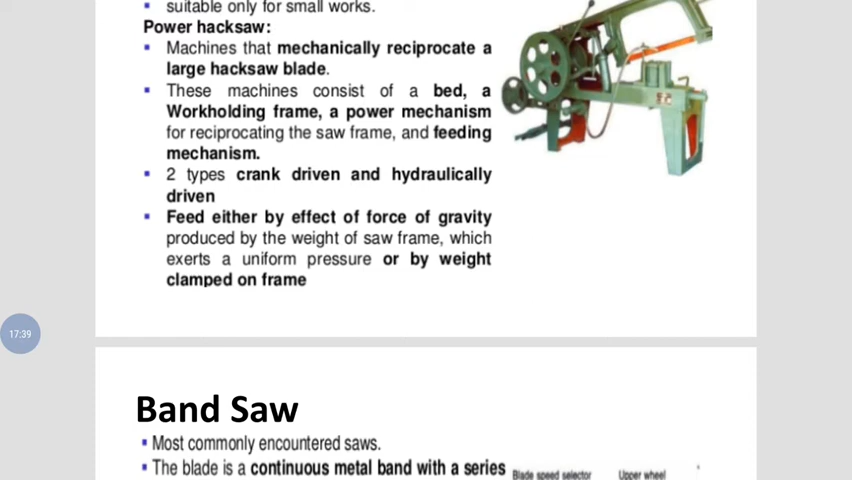 suitable only for small works.
Power hacksaw:
▪ Machines that mechanically reciprocate a
large hacksaw blade.
▪ These machines consist of a bed, a
Workholding frame, a power mechanism
for reciprocating the saw frame, and feeding
mechanism.
▪ 2 types crank driven and hydraulically
driven
▪ Feed either by effect of force of gravity
produced by the weight of saw frame, which
exerts a uniform pressure or by weight
clamped on frame
17:39
Band Saw
▪ Most commonly encountered saws.
▪ The blade is a continuous metal band with a series
Blade speed selector Upper wheel